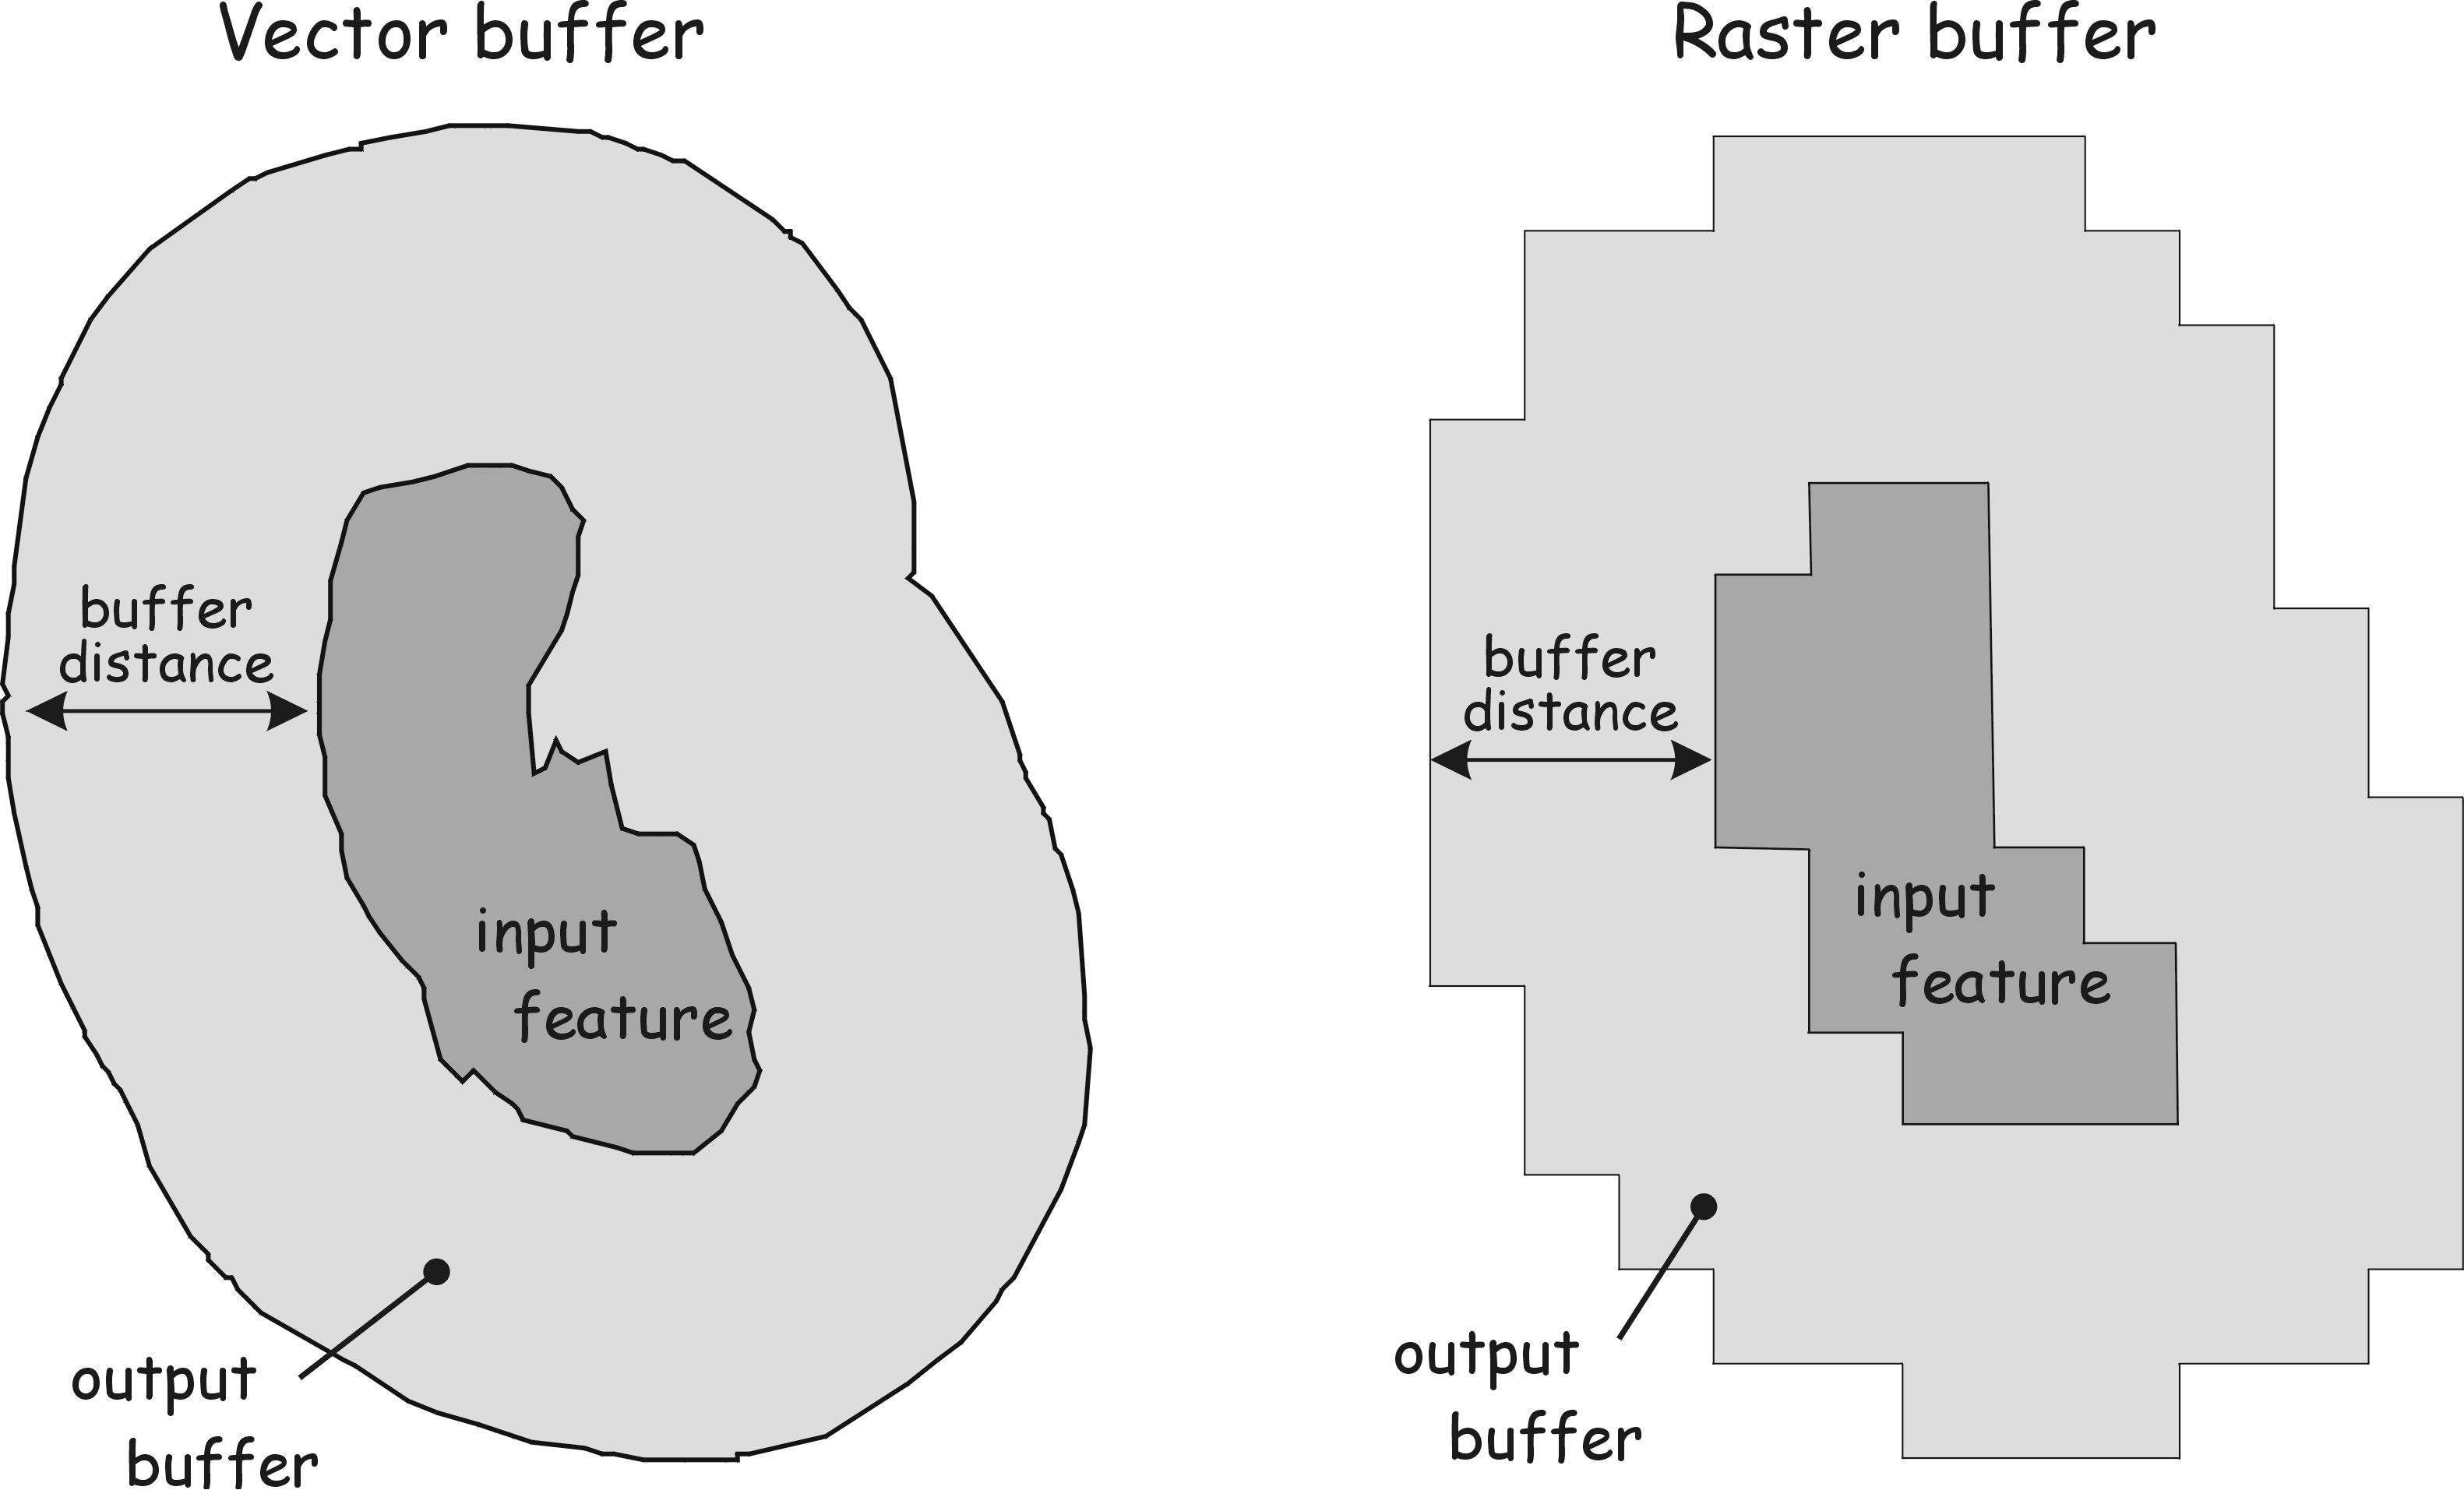 Vector buffer
buffer
distance
input
feature
output
buffer
Raster buffer
buffer
distance
input
feature
output
buffer